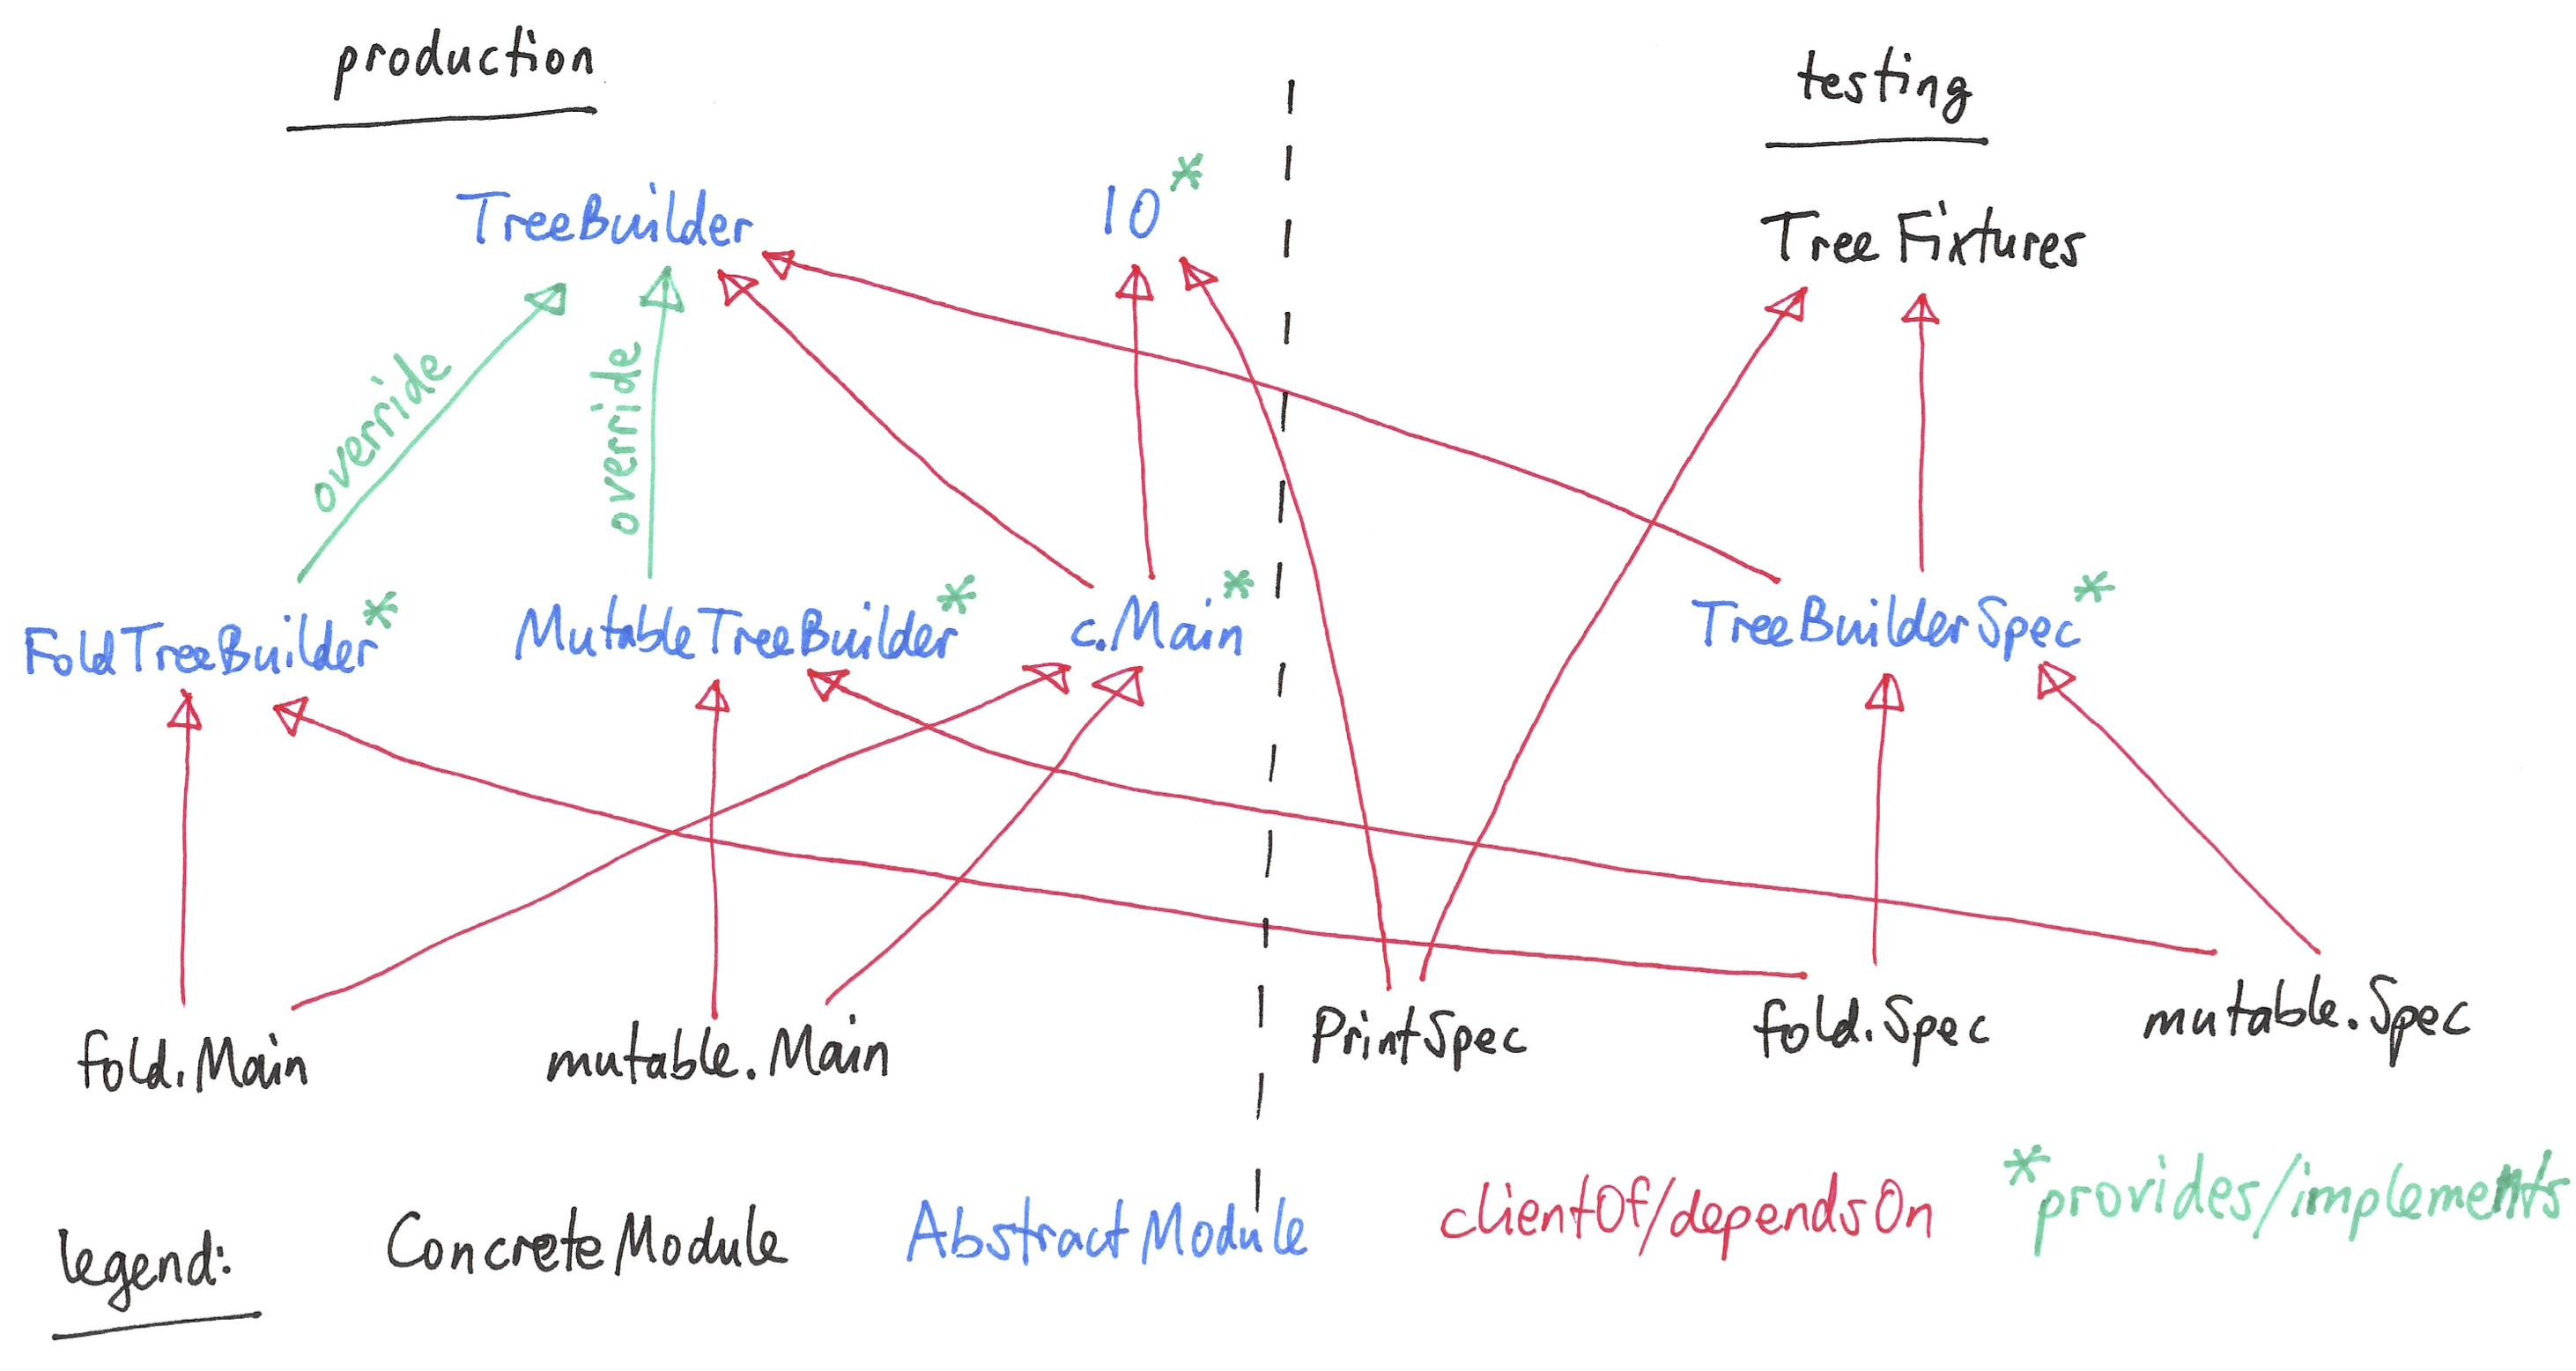 production
testing
TreeBuilder
IO*
Tree Fixtures
override
override
FoldTreeBuilder*
MutableTreeBuilder*
c.Main*
TreeBuilderSpec*
fold.Main
mutable.Main
PrintSpec
fold.Spec
mutable.Spec
legend:
ConcreteModule
AbstractModule
clientOf/dependsOn
*provides/implements